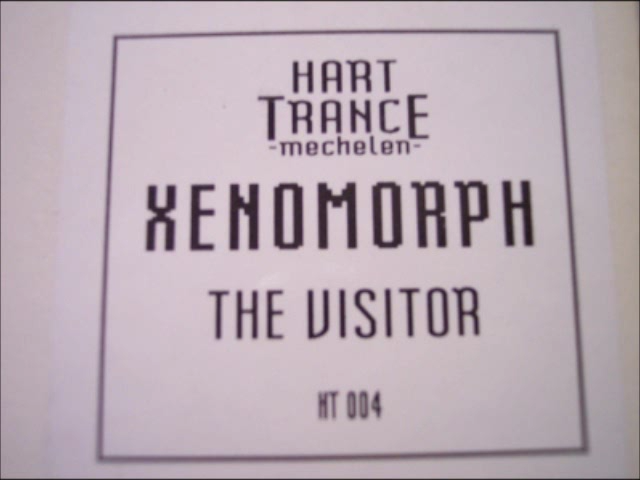 HART
TRANCE
-mechelen-
XENOMORPH
THE VISITOR
HT 004